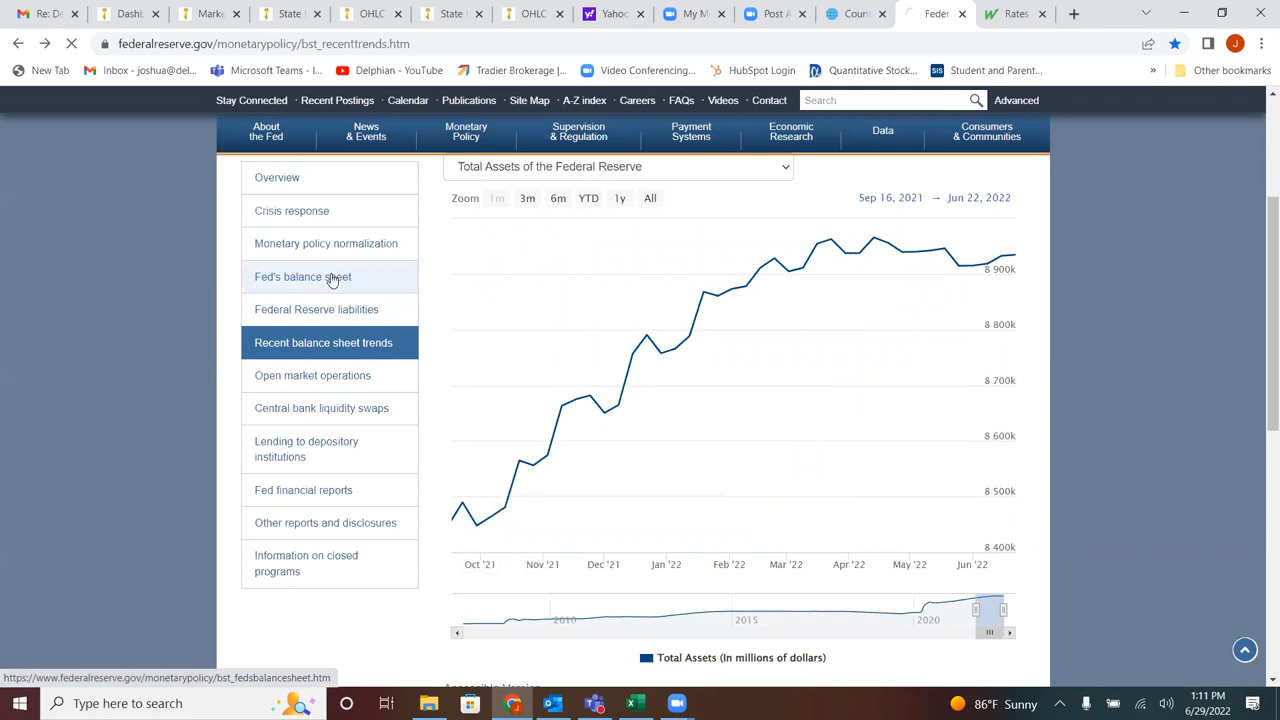 Re: De
Datab
Marke
State I
OHLC
State I
OHLC
Yahoo
My M
Post A
Count
Feder
Rates
federalreserve.gov/monetarypolicy/bst_recenttrends.htm
J
New Tab
Inbox - joshua@del...
Microsoft Teams - I...
Delphian - YouTube
Tradier Brokerage |...
Video Conferencing...
HubSpot Login
Quantitative Stock...
SIS
Student and Parent...
»
Other bookmarks
Stay Connected · Recent Postings · Calendar · Publications · Site Map · A-Z index · Careers · FAQs · Videos · Contact
Search
Advanced
About
the Fed
News
& Events
Monetary
Policy
Supervision
& Regulation
Payment
Systems
Economic
Research
Data
Consumers
& Communities
Overview
Crisis response
Monetary policy normalization
Fed's balance sheet
Federal Reserve liabilities
Recent balance sheet trends
Open market operations
Central bank liquidity swaps
Lending to depository
institutions
Fed financial reports
Other reports and disclosures
Information on closed
programs
Total Assets of the Federal Reserve
Zoom 1m 3m 6m YTD 1y All
Sep 16, 2021 → Jun 22, 2022
8 900k
8 800k
8 700k
8 600k
8 500k
8 400k
Oct '21 Nov '21 Dec '21 Jan '22 Feb '22 Mar '22 Apr '22 May '22 Jun '22
2010 2015 2020
Total Assets (In millions of dollars)
https://www.federalreserve.gov/monetarypolicy/bst_fedsbalancesheet.htm
Type here to search
86°F Sunny
1:11 PM
6/29/2022